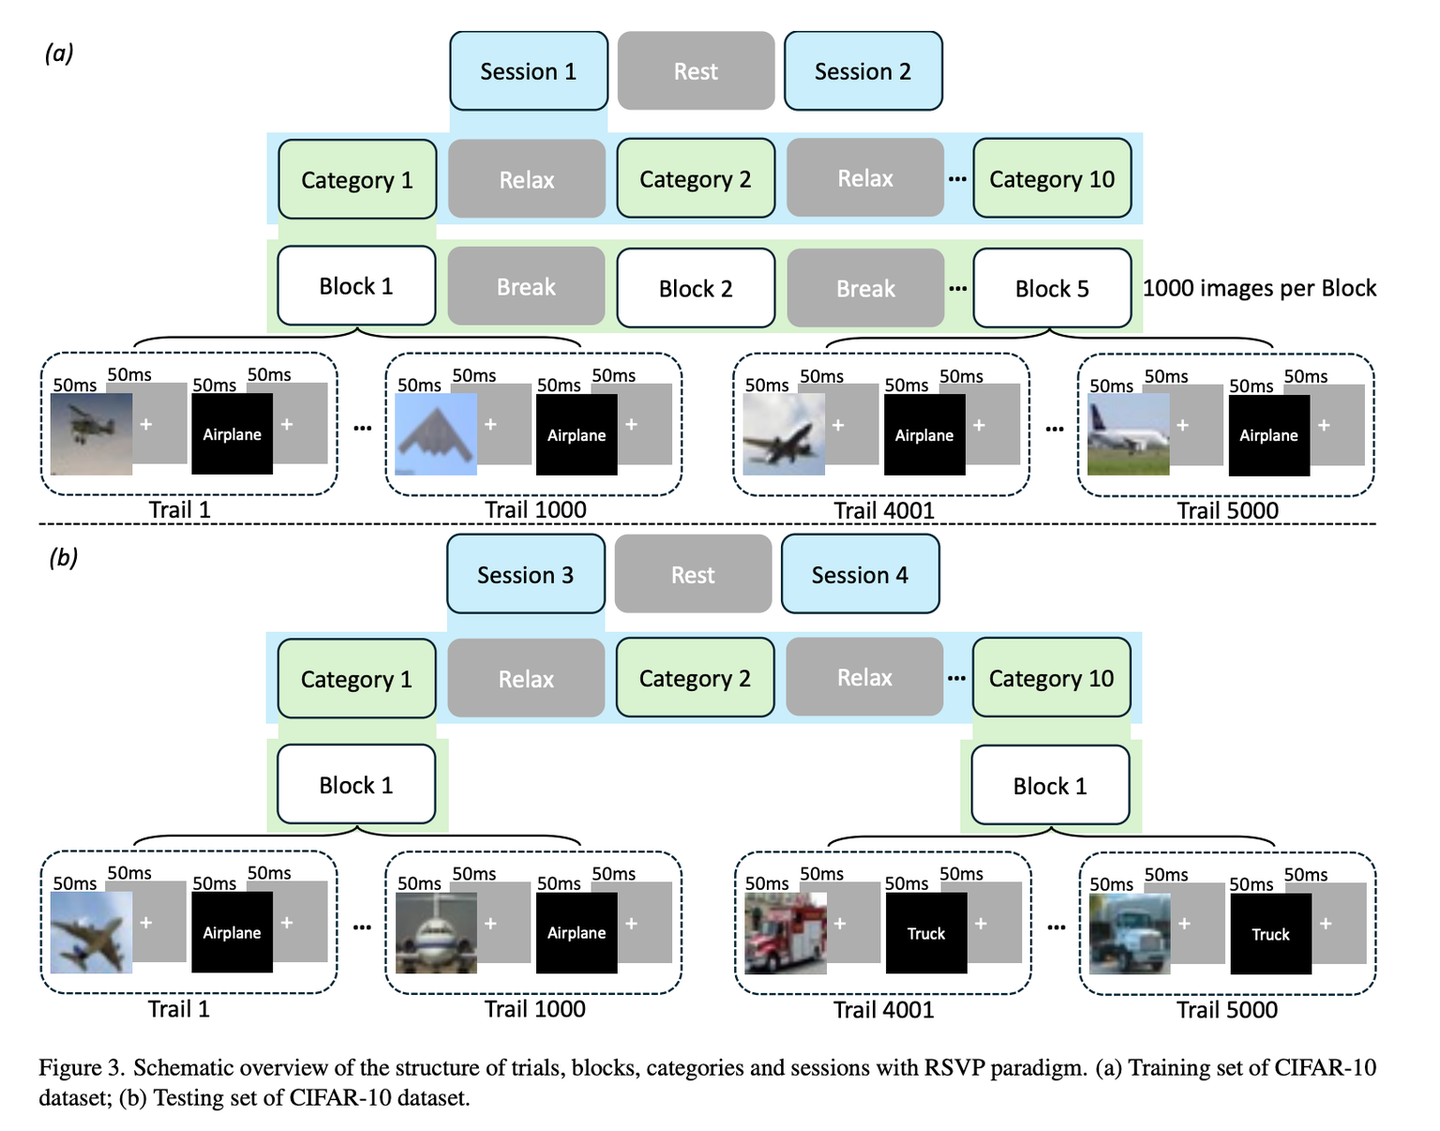 (a)
Session 1 Rest Session 2
Category 1 Relax Category 2 Relax ... Category 10
Block 1 Break Block 2 Break ... Block 5 1000 images per Block
50ms 50ms 50ms 50ms 50ms 50ms 50ms 50ms 50ms 50ms 50ms 50ms 50ms 50ms 50ms 50ms
+ Airplane + ... + Airplane + + Airplane + ... + Airplane +
Trail 1 Trail 1000 Trail 4001 Trail 5000
(b)
Session 3 Rest Session 4
Category 1 Relax Category 2 Relax ... Category 10
Block 1 Block 1
50ms 50ms 50ms 50ms 50ms 50ms 50ms 50ms 50ms 50ms 50ms 50ms 50ms 50ms 50ms 50ms
+ Airplane + ... + Airplane + + Truck + ... + Truck +
Trail 1 Trail 1000 Trail 4001 Trail 5000
Figure 3. Schematic overview of the structure of trials, blocks, categories and sessions with RSVP paradigm. (a) Training set of CIFAR-10
dataset; (b) Testing set of CIFAR-10 dataset.